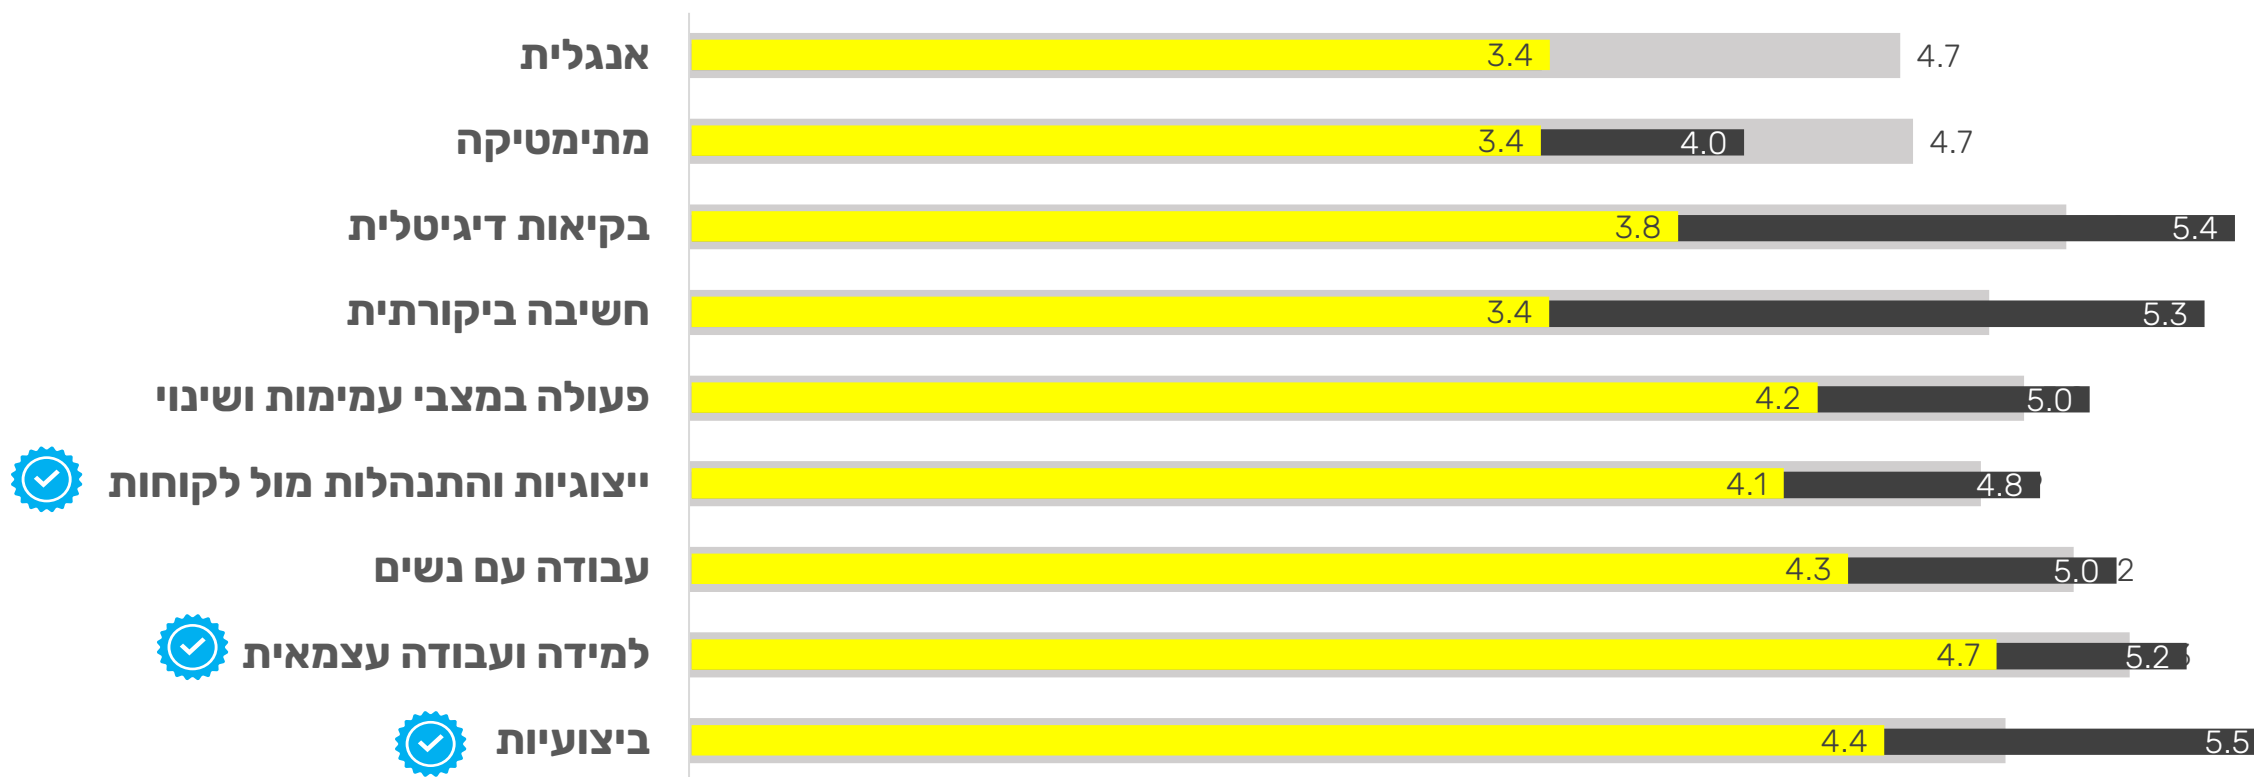 אנגלית 3.4 4.7
מתימטיקה 3.4 4.0 4.7
בקיאות דיגיטלית 3.8 5.4
חשיבה ביקורתית 3.4 5.3
פעולה במצבי עמימות ושינוי 4.2 5.0
ייצוגיות והתנהלות מול לקוחות 4.1 4.8
עבודה עם נשים 4.3 5.0 2
למידה ועבודה עצמאית 4.7 5.2
ביצועיות 4.4 5.5